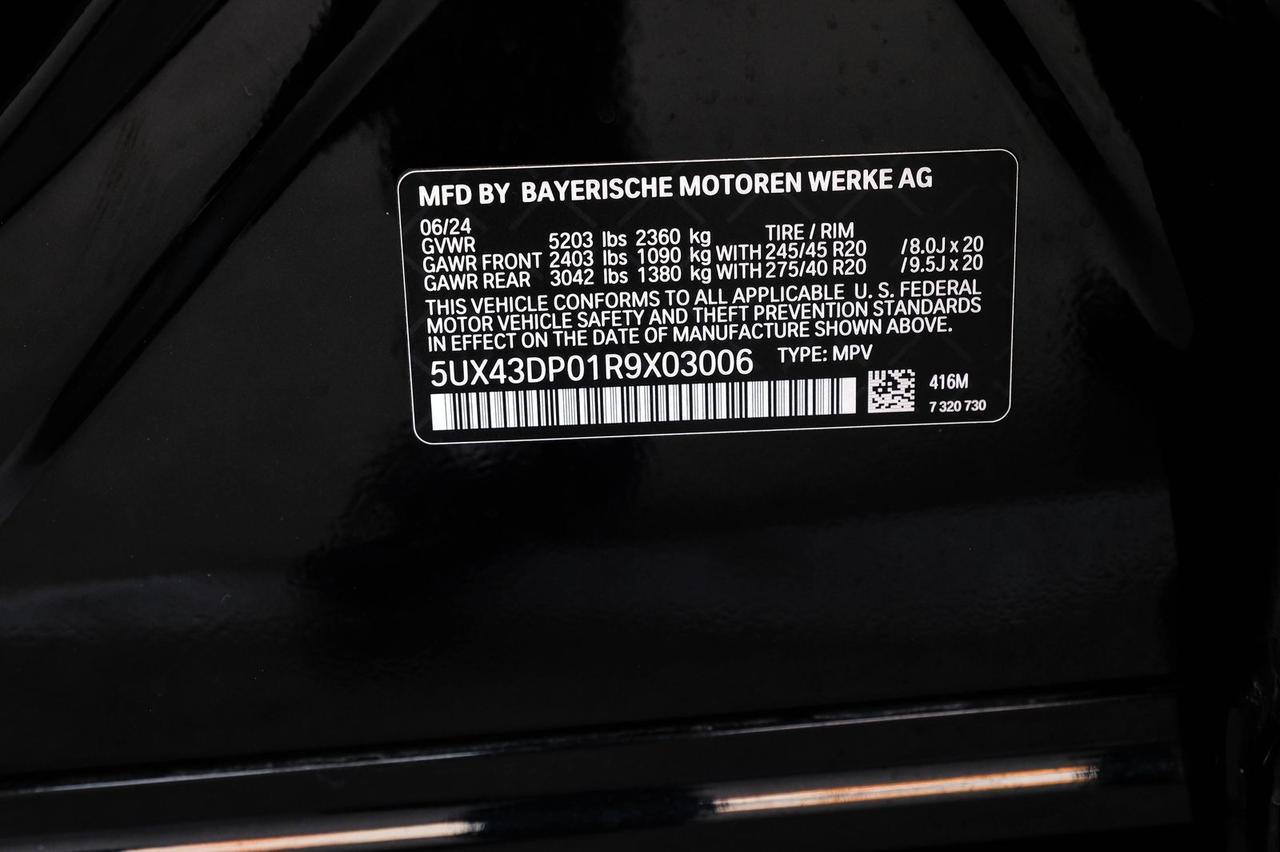 MFD BY BAYERISCHE MOTOREN WERKE AG
06/24 TIRE / RIM
GVWR 5203 lbs 2360 kg
GAWR FRONT 2403 lbs 1090 kg WITH 245/45 R20 /8.0J x 20
GAWR REAR 3042 lbs 1380 kg WITH 275/40 R20 /9.5J x 20
THIS VEHICLE CONFORMS TO ALL APPLICABLE U. S. FEDERAL
MOTOR VEHICLE SAFETY AND THEFT PREVENTION STANDARDS
IN EFFECT ON THE DATE OF MANUFACTURE SHOWN ABOVE.
5UX43DP01R9X03006 TYPE: MPV
416M
7 320 730